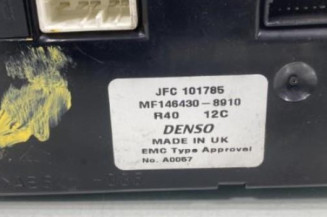 JFC 101785
MF146430-8910
R40 12C
DENSO
MADE IN UK
EMC Type Approval
No. A0067